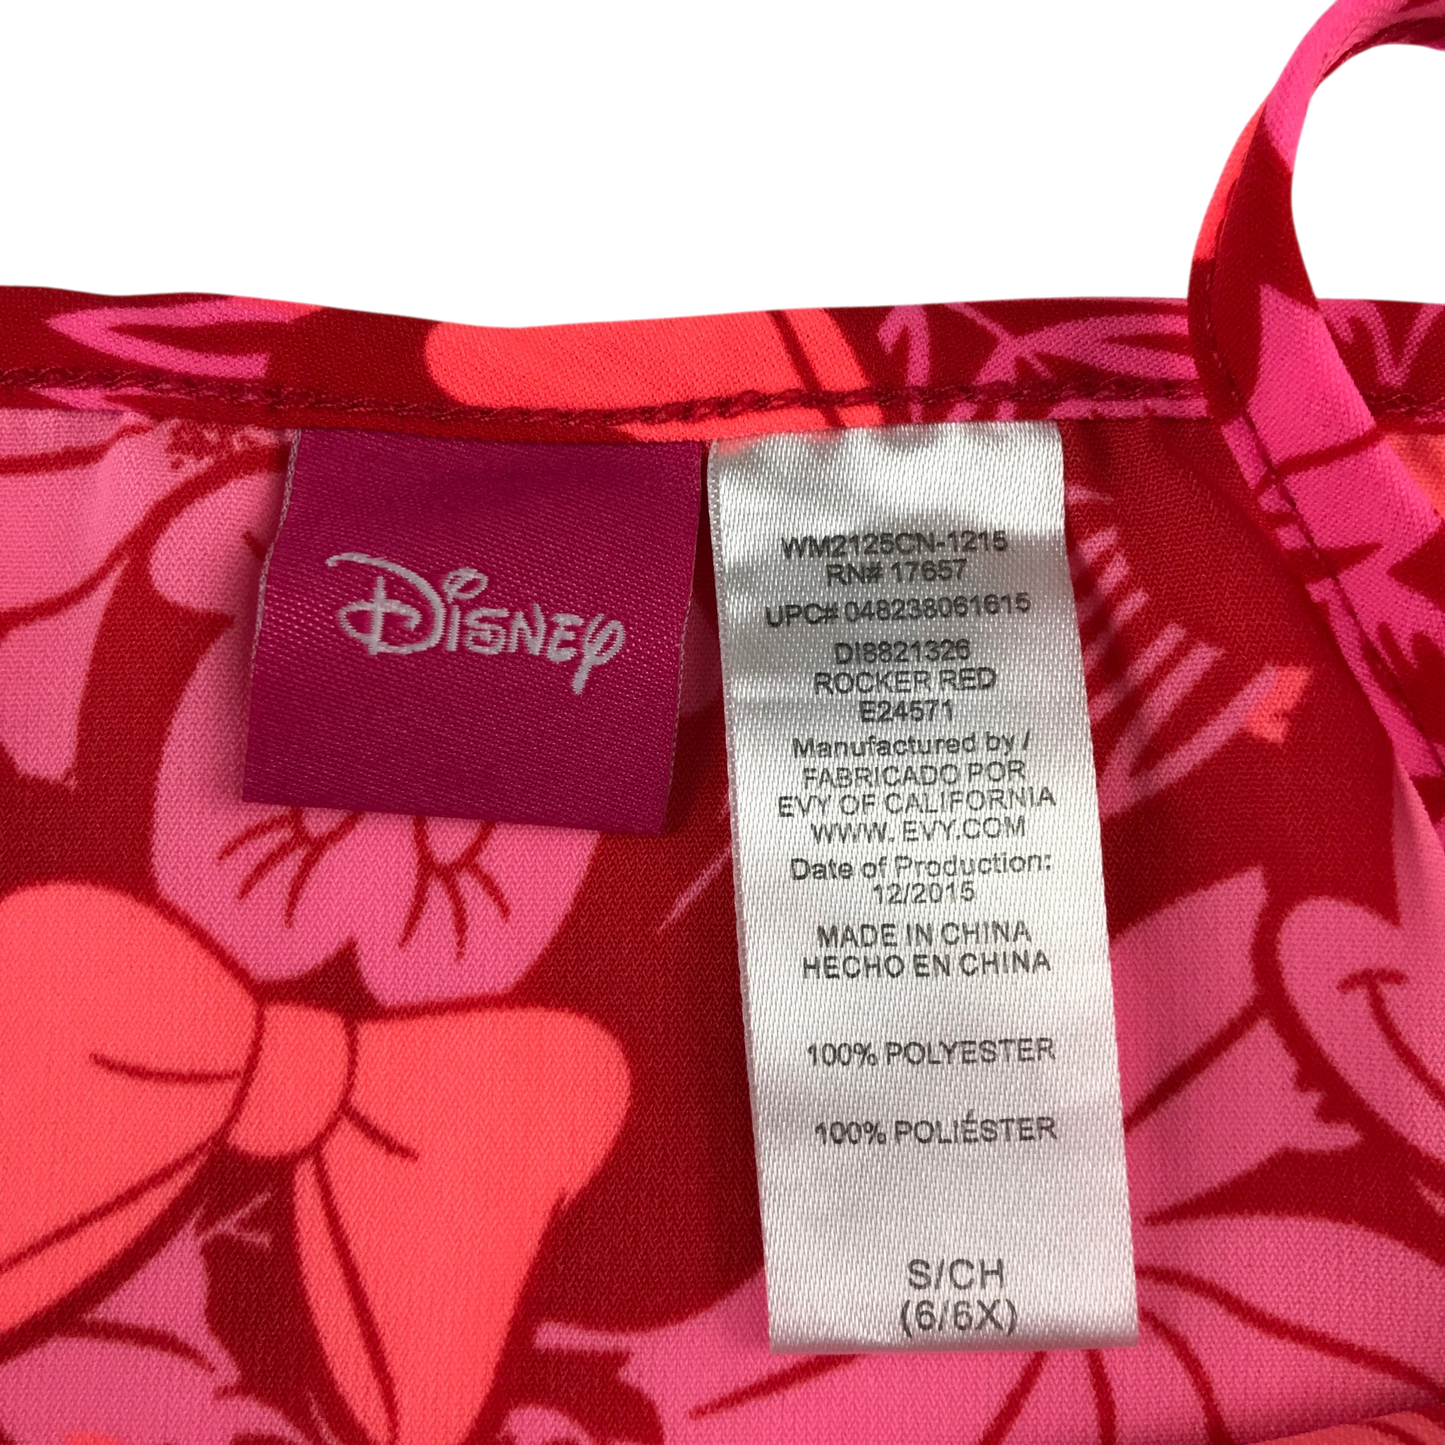 Disney
WM2125CN-1215
RN# 17657
UPC# 048238061615
DI8821326
ROCKER RED
E24571
Manufactured by /
FABRICADO POR
EVY OF CALIFORNIA
WWW. EVY.COM
Date of Production:
12/2015
MADE IN CHINA
HECHO EN CHINA
100% POLYESTER
100% POLIÉSTER
S/CH
(6/6X)